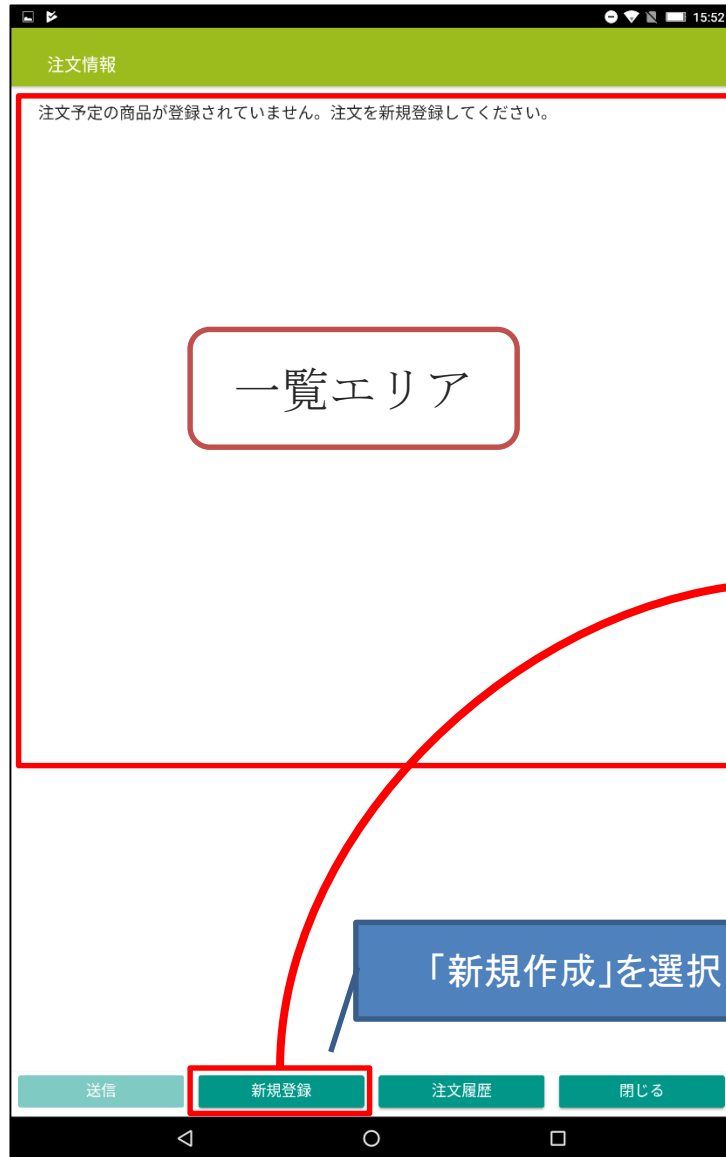 15:52
注文情報
注文予定の商品が登録されていません。注文を新規登録してください。
一覧エリア
「新規作成」を選択
送信 新規登録 注文履歴 閉じる